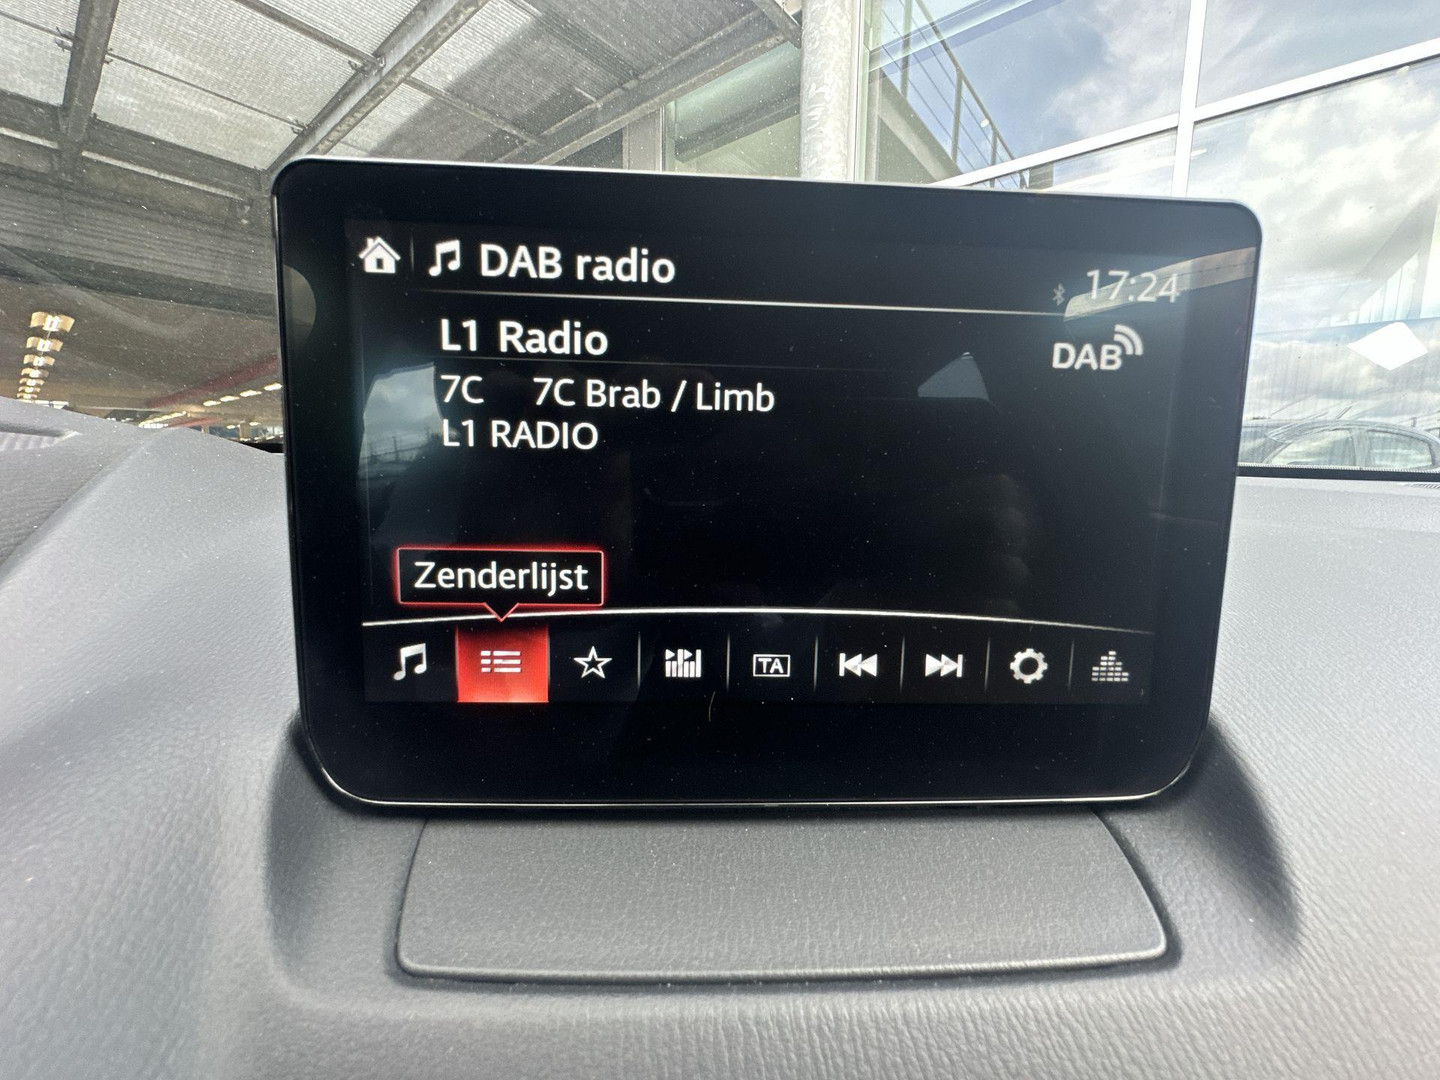 DAB radio
17:24
L1 Radio
DAB
7C 7C Brab / Limb
L1 RADIO
Zenderlijst
TA